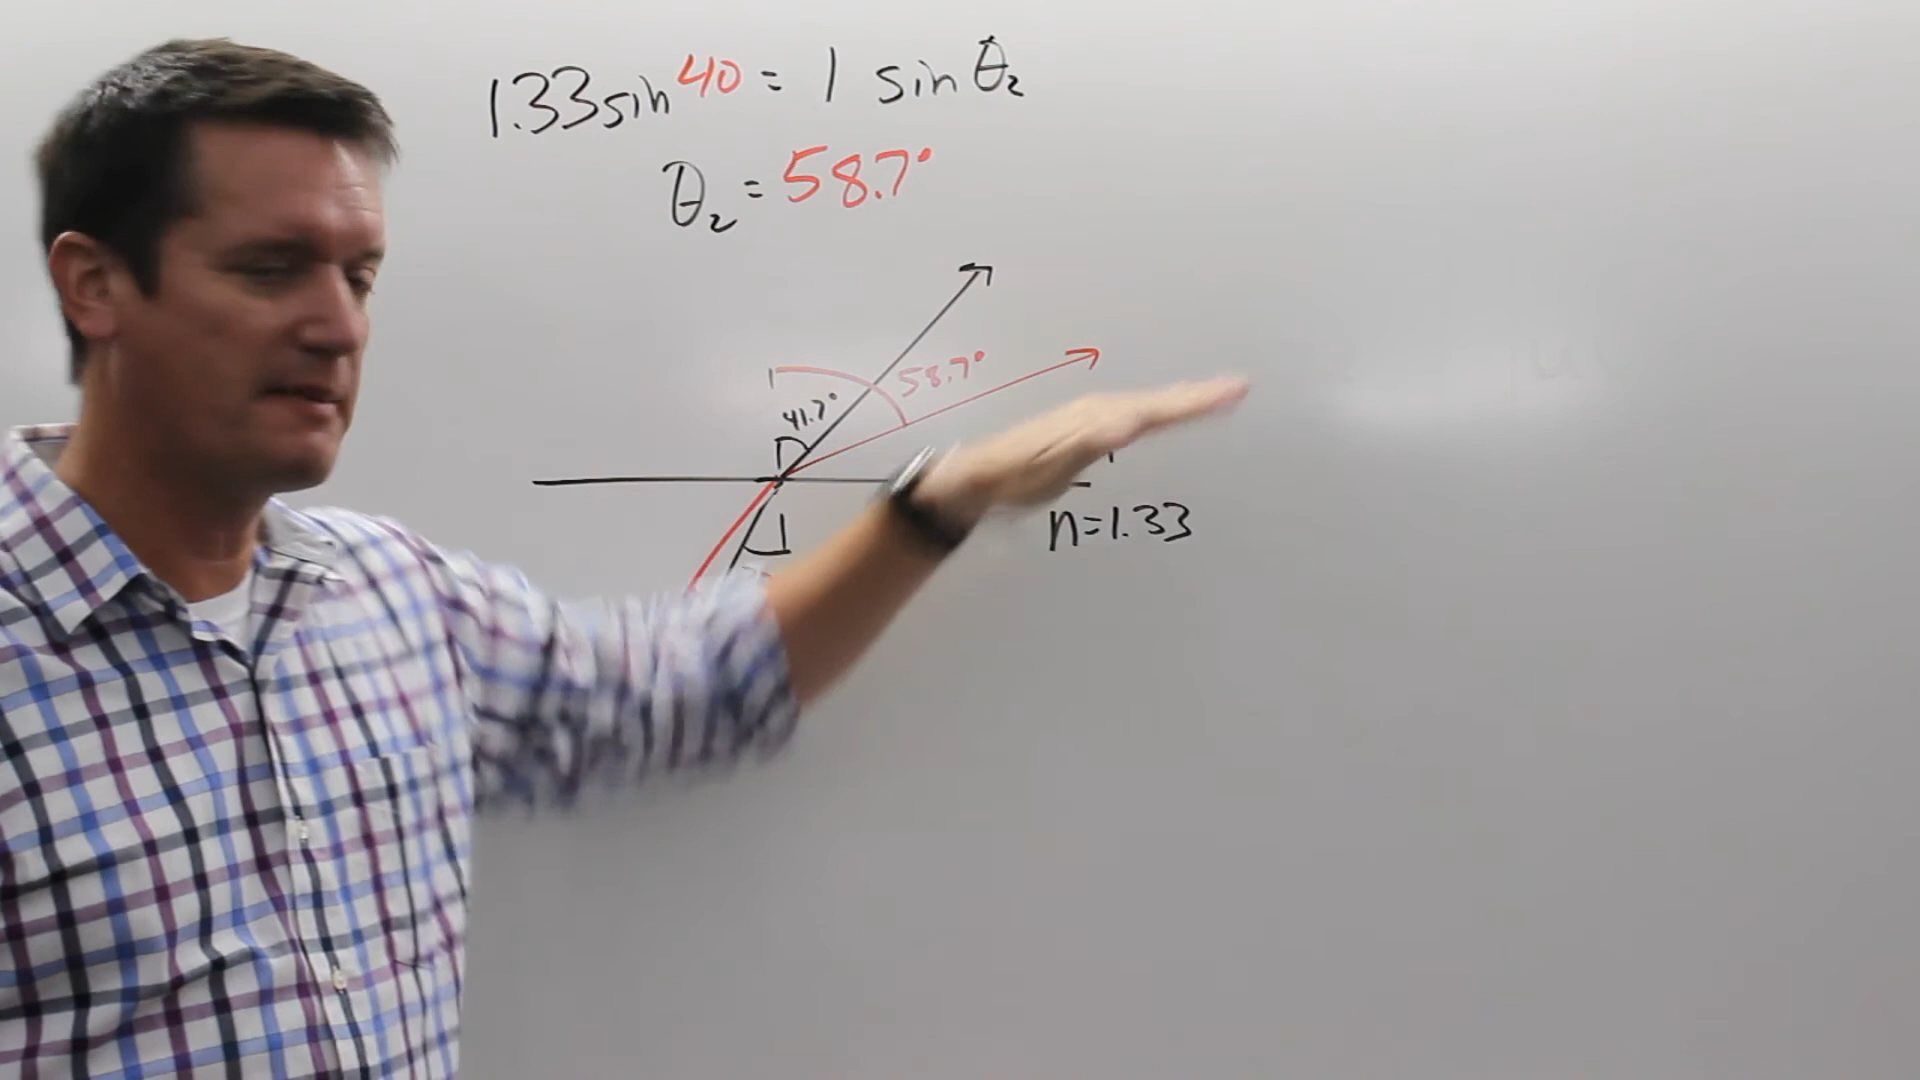 1.33 sin 40 = 1 sin θ₂
θ₂ = 58.7°
58.7°
41.7°
n=1.33